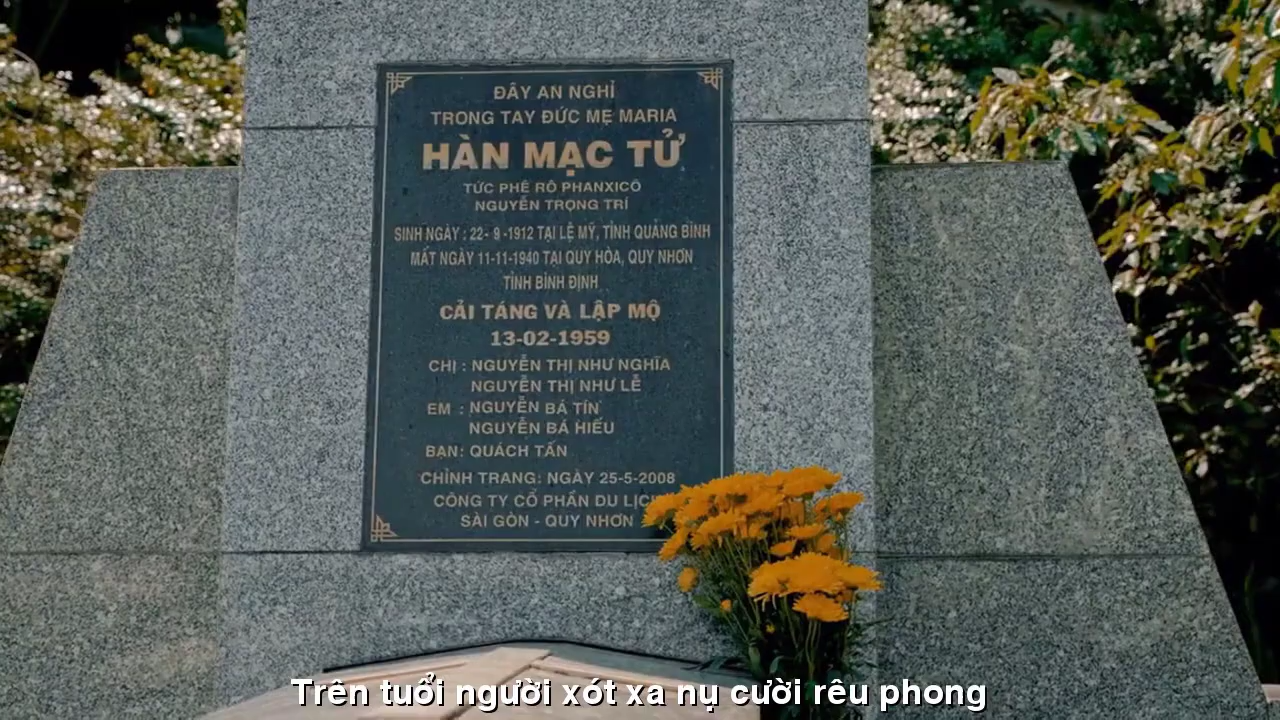 ĐÂY AN NGHỈ
TRONG TAY ĐỨC MẸ MARIA
HÀN MẠC TỬ
TỨC PHÊ RÔ PHANXICÔ
NGUYỄN TRỌNG TRÍ
SINH NGÀY : 22- 9 -1912 TẠI LỆ MỸ, TỈNH QUẢNG BÌNH
MẤT NGÀY 11-11-1940 TẠI QUY HÒA, QUY NHƠN
TỈNH BÌNH ĐỊNH
CẢI TÁNG VÀ LẬP MỘ
13-02-1959
CHỊ : NGUYỄN THỊ NHƯ NGHĨA
NGUYỄN THỊ NHƯ LỄ
EM : NGUYỄN BÁ TÍN
NGUYỄN BÁ HIẾU
BẠN: QUÁCH TẤN
CHỈNH TRANG: NGÀY 25-5-2008
CÔNG TY CỔ PHẦN DU LỊCH
SÀI GÒN - QUY NHƠN
Trên tuổi người xót xa nụ cười rêu phong